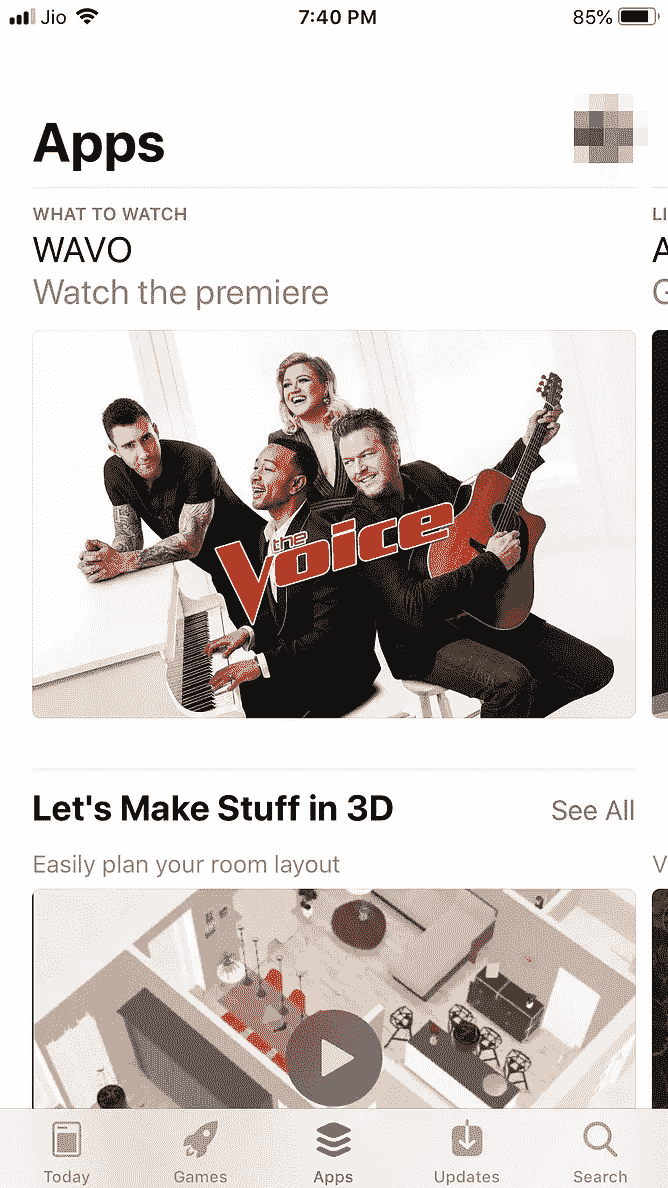 Jio 7:40 PM 85%
Apps
WHAT TO WATCH
WAVO
Watch the premiere
LI
A
G
the
Voice
Let's Make Stuff in 3D See All
Easily plan your room layout
V
Today Games Apps Updates Search